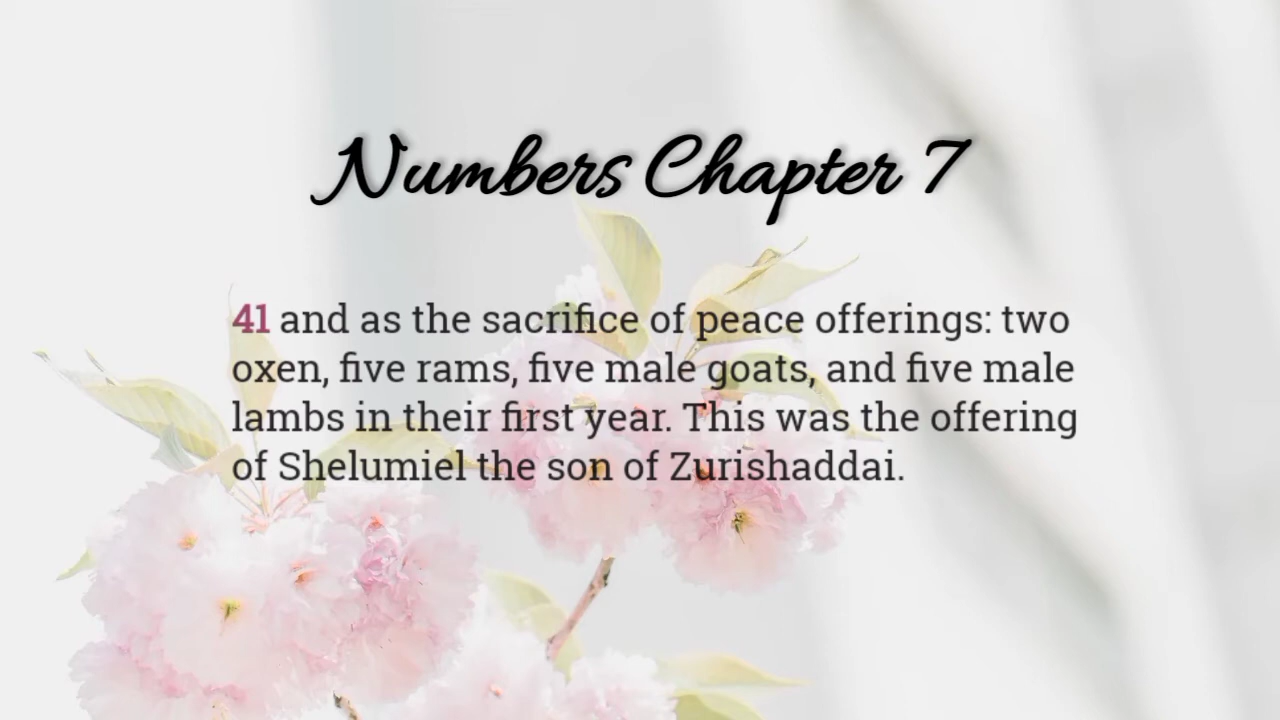 Numbers Chapter 7
41 and as the sacrifice of peace offerings: two
oxen, five rams, five male goats, and five male
lambs in their first year. This was the offering
of Shelumiel the son of Zurishaddai.